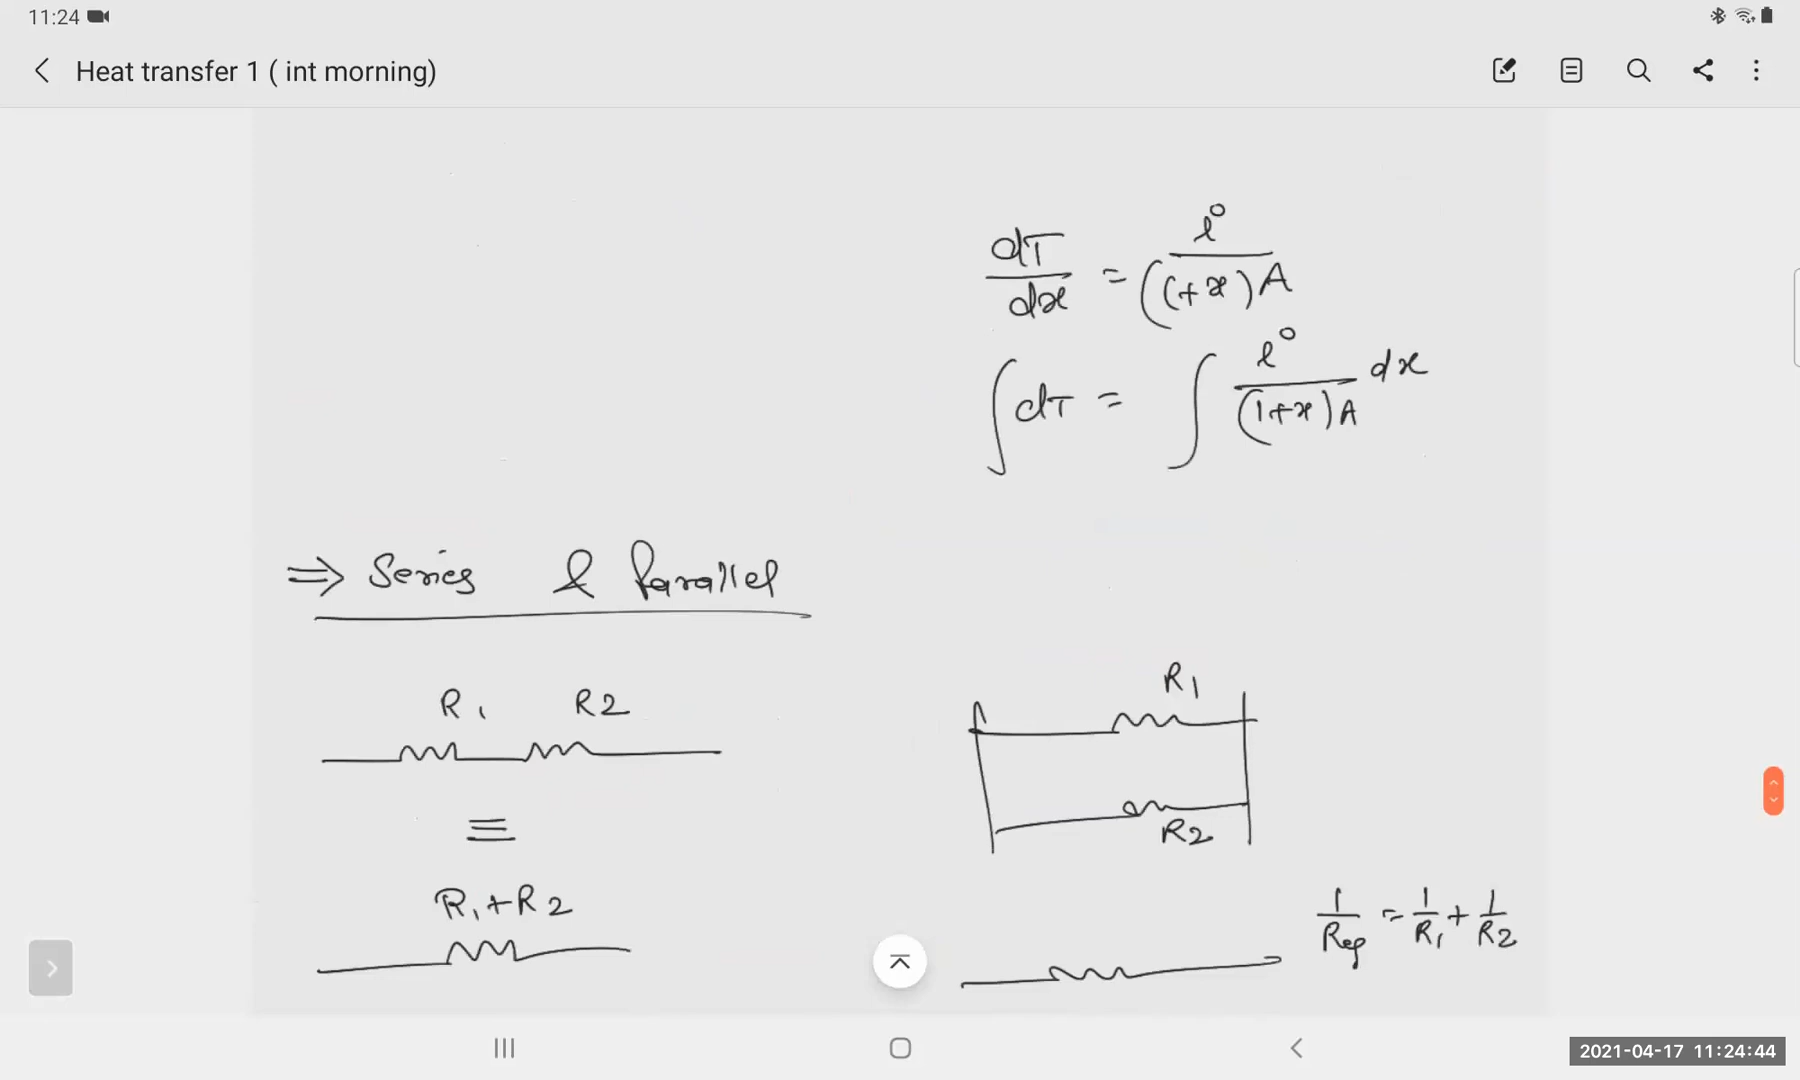 11:24
Heat transfer 1 ( int morning)
dT/dx = i°/((1+x)A
∫dT = ∫ i°/(1+x)A dx
⇒ Series & Parallel
R1 R2
R1
≡
R2
R1+R2
1/Req = 1/R1 + 1/R2
2021-04-17 11:24:44